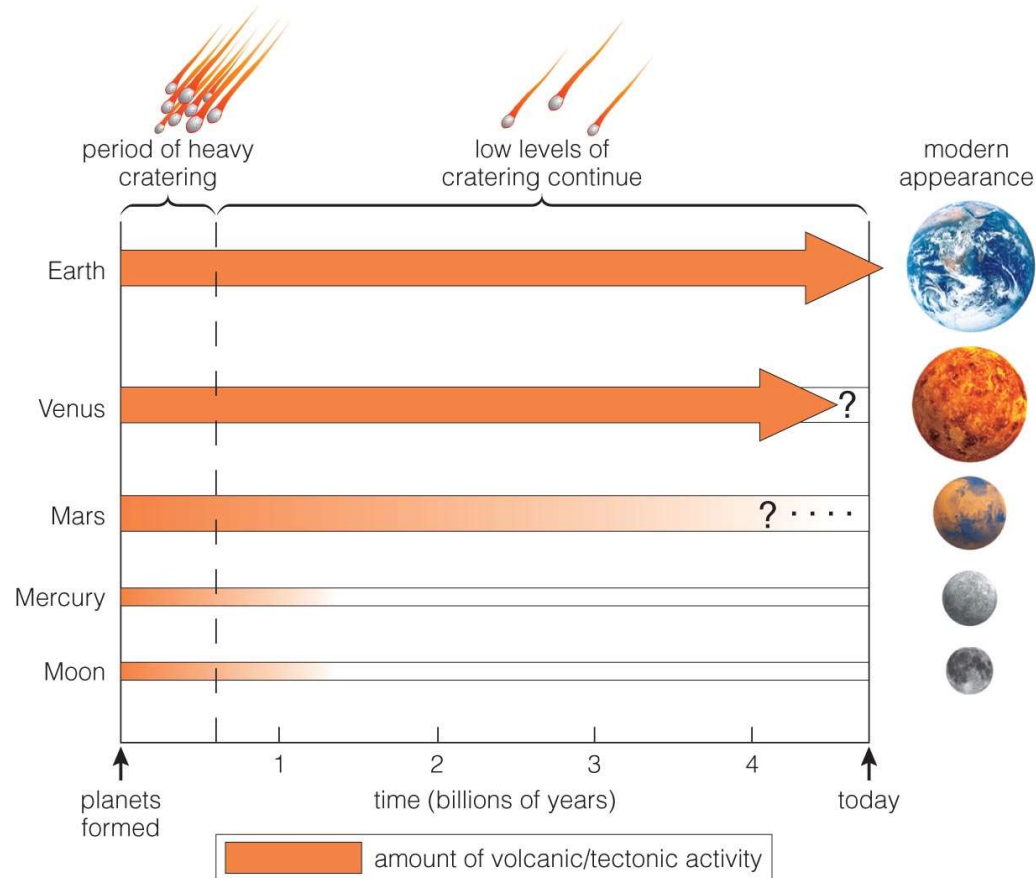 period of heavy
cratering
low levels of
cratering continue
modern
appearance
Earth
Venus
?
Mars
? . . . .
Mercury
Moon
1
2
3
4
planets
formed
time (billions of years)
today
amount of volcanic/tectonic activity